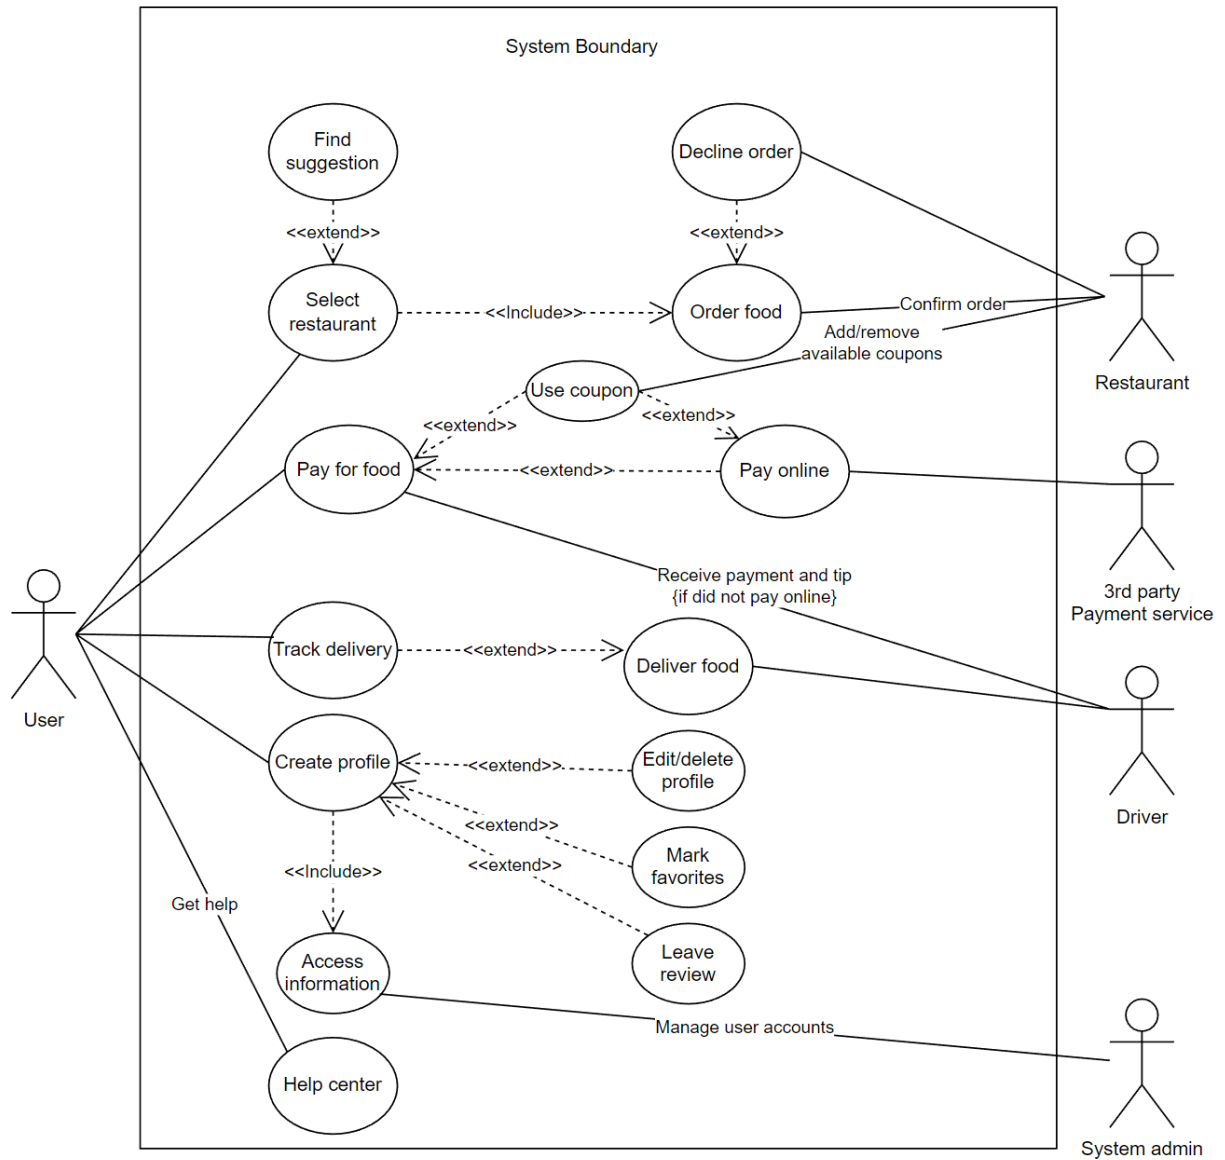 System Boundary
Find
suggestion
Decline order
<<extend>>
<<extend>>
Select
restaurant
<<Include>>
Order food
Confirm order
Add/remove
available coupons
Restaurant
Use coupon
<<extend>>
<<extend>>
Pay for food
<<extend>>
Pay online
3rd party
Payment service
Receive payment and tip
{if did not pay online}
User
Track delivery
<<extend>>
Deliver food
Driver
Create profile
<<extend>>
Edit/delete
profile
<<extend>>
Mark
favorites
<<extend>>
<<Include>>
Get help
Leave
review
Access
information
Manage user accounts
Help center
System admin